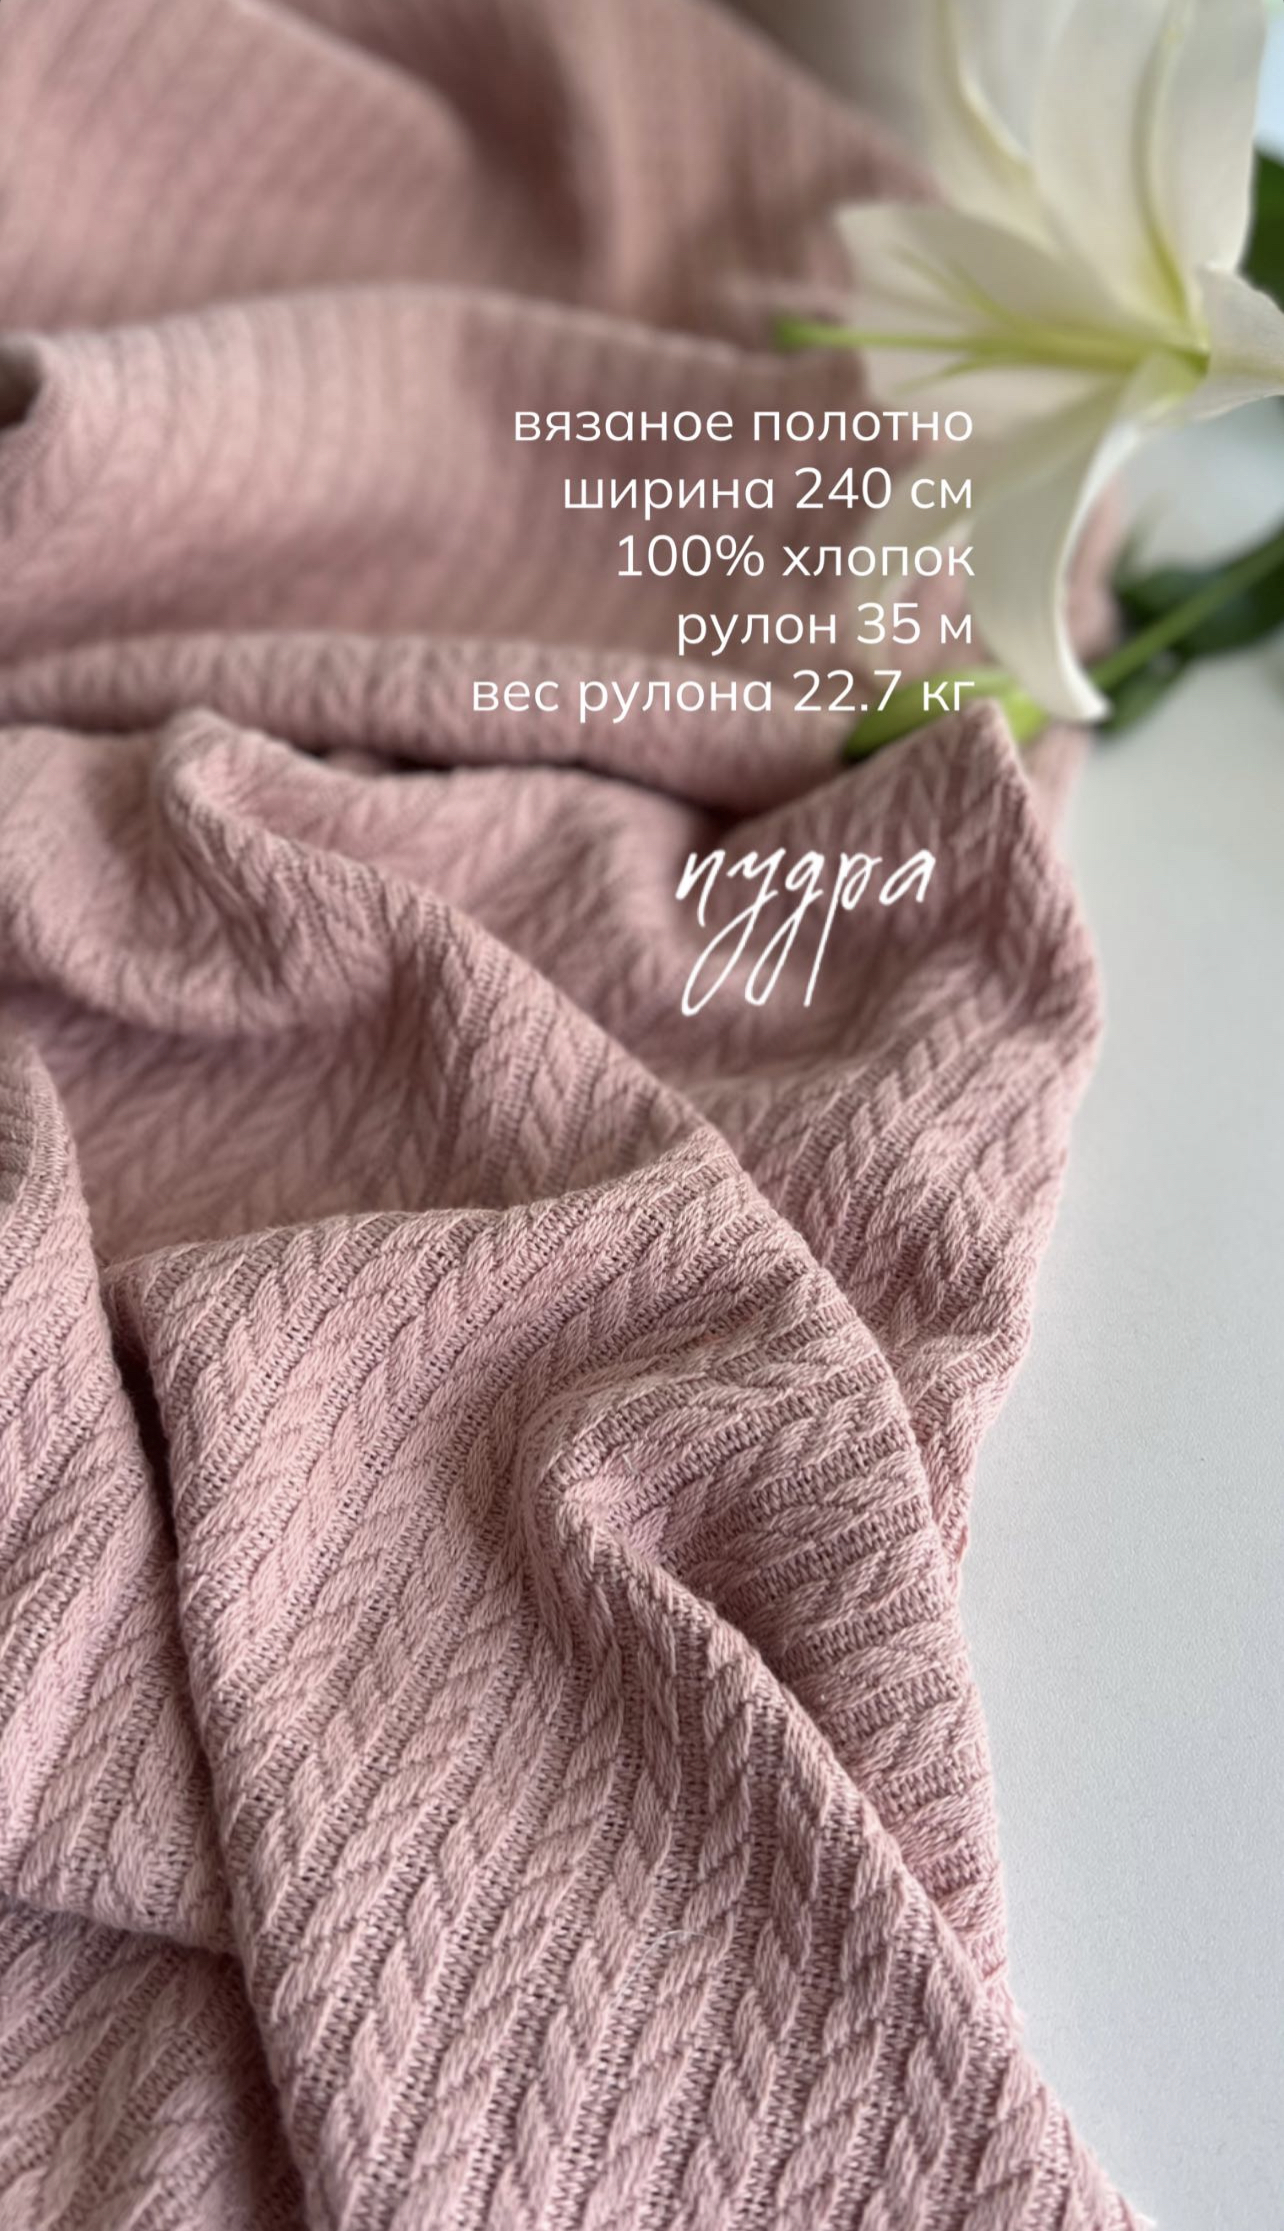 вязаное полотно
ширина 240 см
100% хлопок
рулон 35 м
вес рулона 22.7 кг
пудра